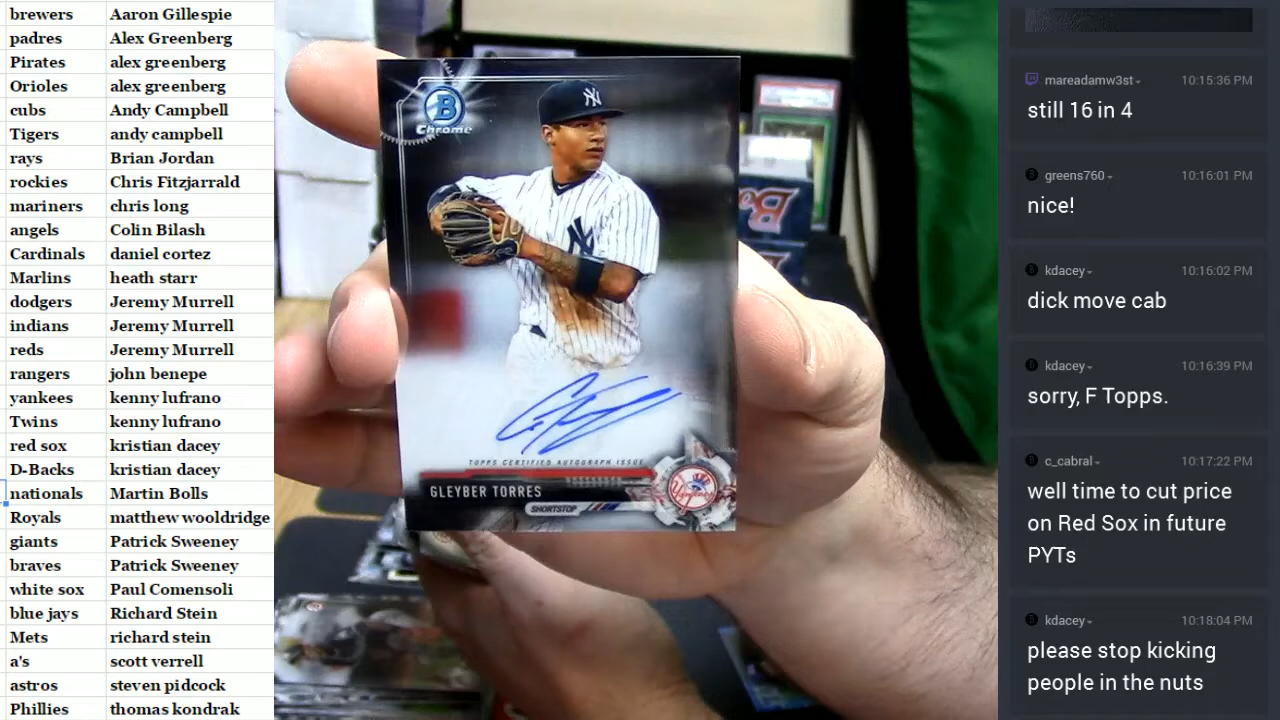 brewers Aaron Gillespie
padres Alex Greenberg
Pirates alex greenberg
Orioles alex greenberg
cubs Andy Campbell
Tigers andy campbell
rays Brian Jordan
rockies Chris Fitzjarrald
mariners chris long
angels Colin Bilash
Cardinals daniel cortez
Marlins heath starr
dodgers Jeremy Murrell
indians Jeremy Murrell
reds Jeremy Murrell
rangers john benepe
yankees kenny lufrano
Twins kenny lufrano
red sox kristian dacey
D-Backs kristian dacey
nationals Martin Bolls
Royals matthew wooldridge
giants Patrick Sweeney
braves Patrick Sweeney
white sox Paul Comensoli
blue jays Richard Stein
Mets richard stein
a's scott verrell
astros steven pidcock
Phillies thomas kondrak
B
Chrome
NY
NY
TOPPS CERTIFIED AUTOGRAPH ISSUE
GLEYBER TORRES
SHORTSTOP
Yankees
Bo
mareadamw3st 10:15:36 PM
still 16 in 4
greens760 10:16:01 PM
nice!
kdacey 10:16:02 PM
dick move cab
kdacey 10:16:39 PM
sorry, F Topps.
c_cabral 10:17:22 PM
well time to cut price
on Red Sox in future
PYTs
kdacey 10:18:04 PM
please stop kicking
people in the nuts